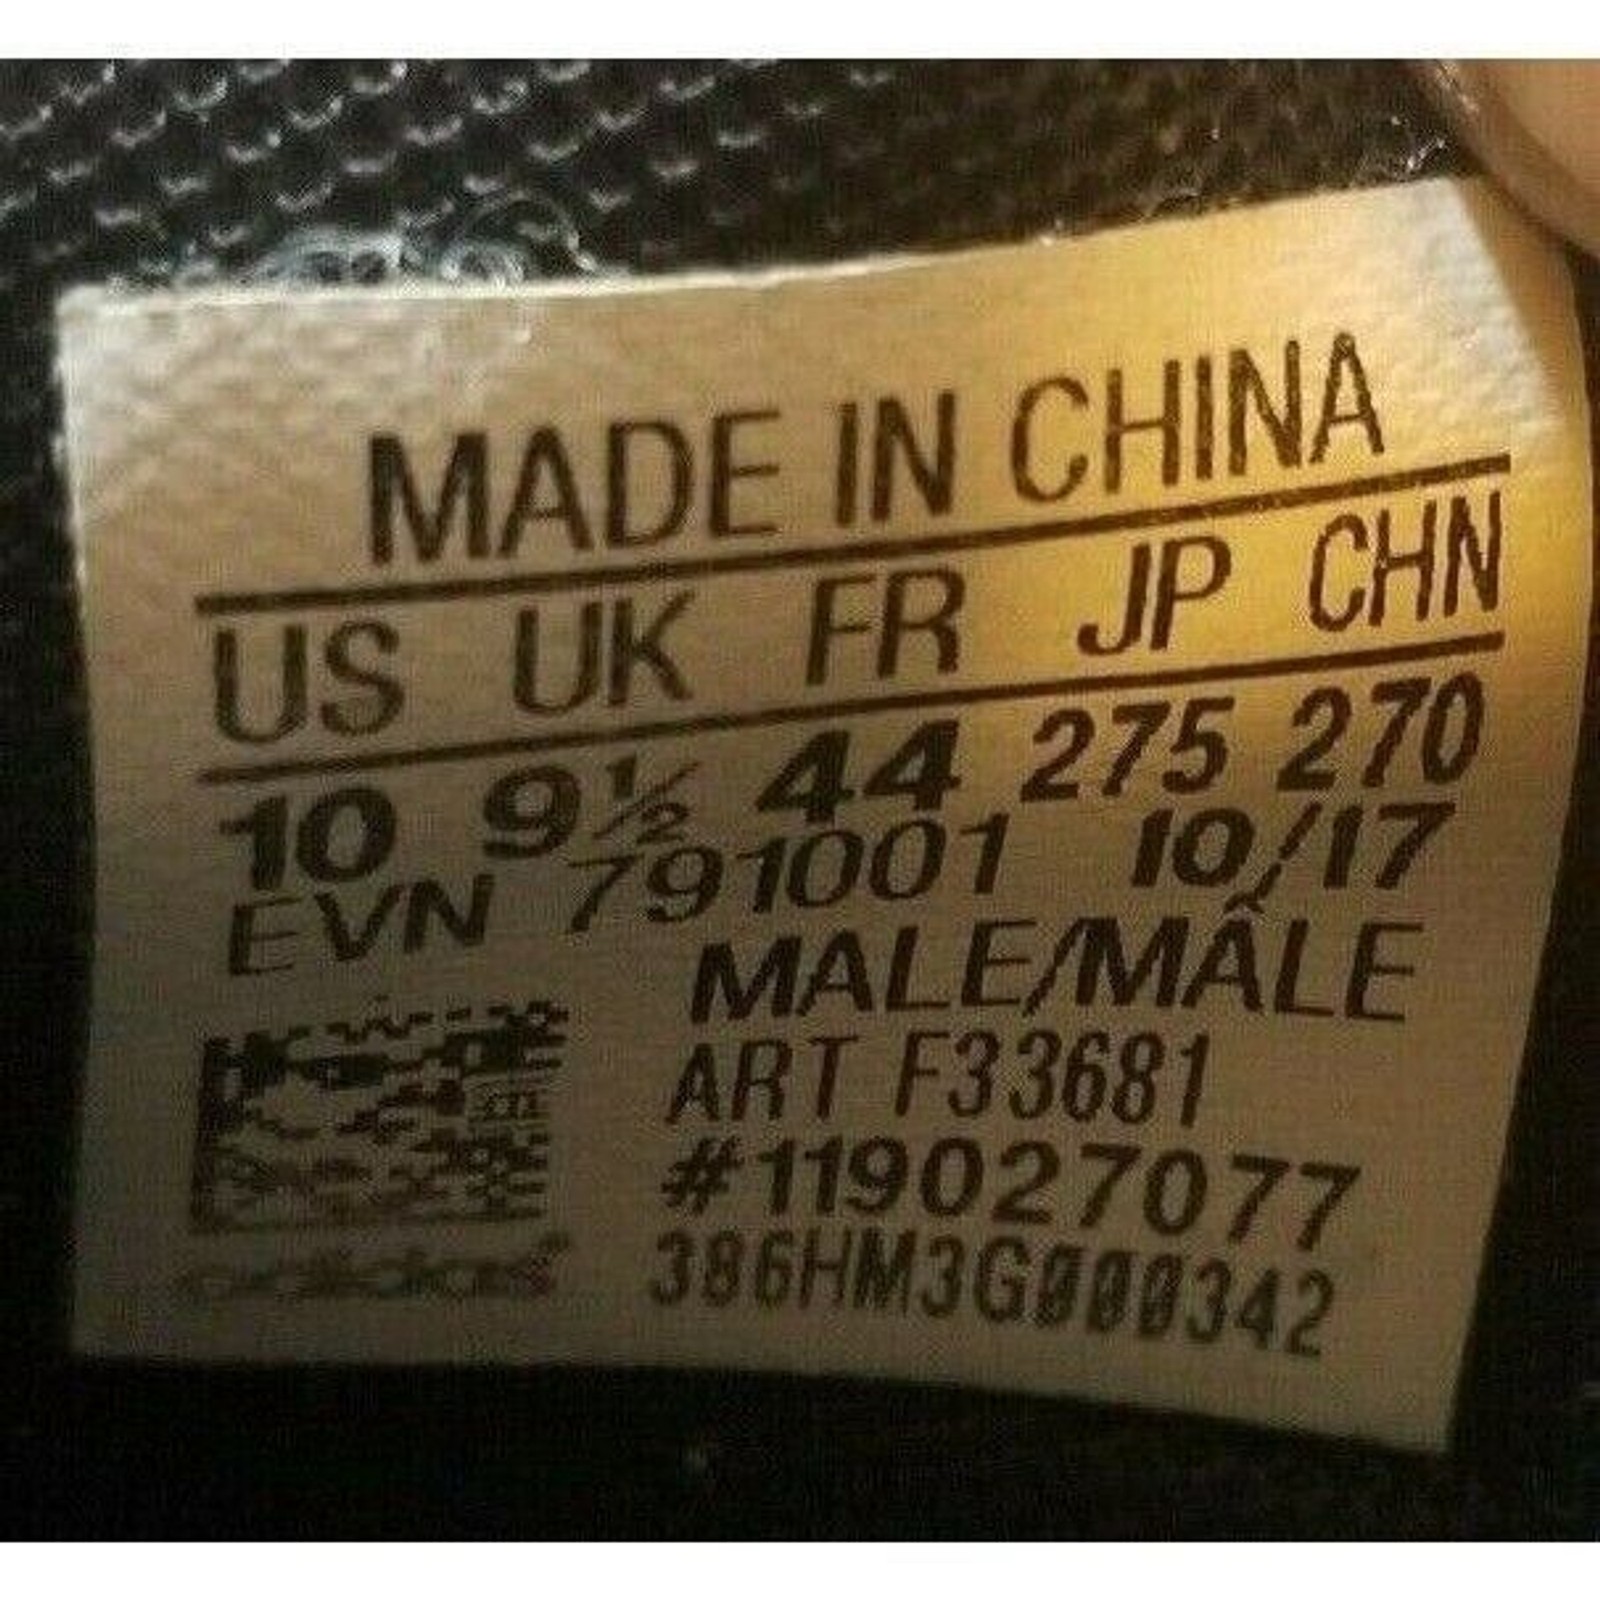 MADE IN CHINA
US UK FR JP CHN
10 9½ 44 275 270
EVN 791001 10/17
MALE/MÂLE
ART F33681
#119027077
386HM3G000342
adidas